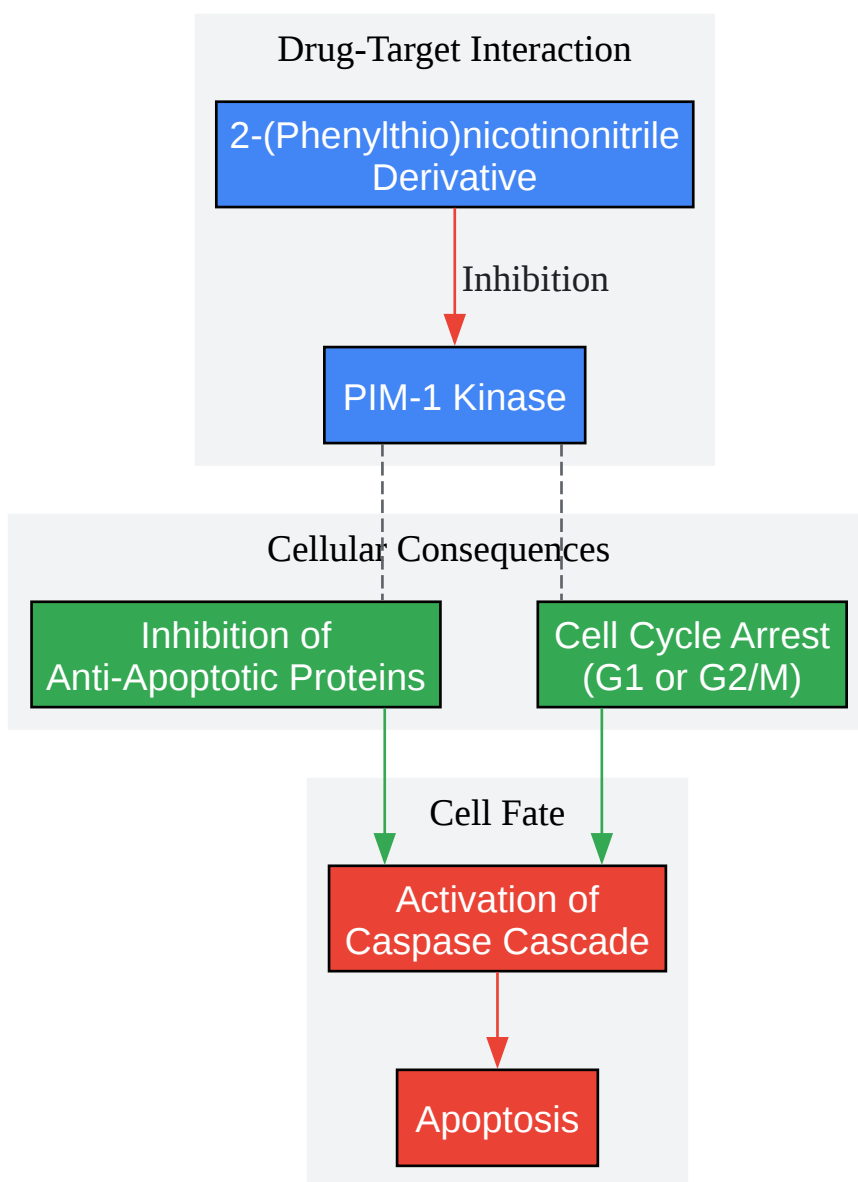 Drug-Target Interaction
2-(Phenylthio)nicotinonitrile
Derivative
Inhibition
PIM-1 Kinase
Cellular Consequences
Inhibition of
Anti-Apoptotic Proteins
Cell Cycle Arrest
(G1 or G2/M)
Cell Fate
Activation of
Caspase Cascade
Apoptosis